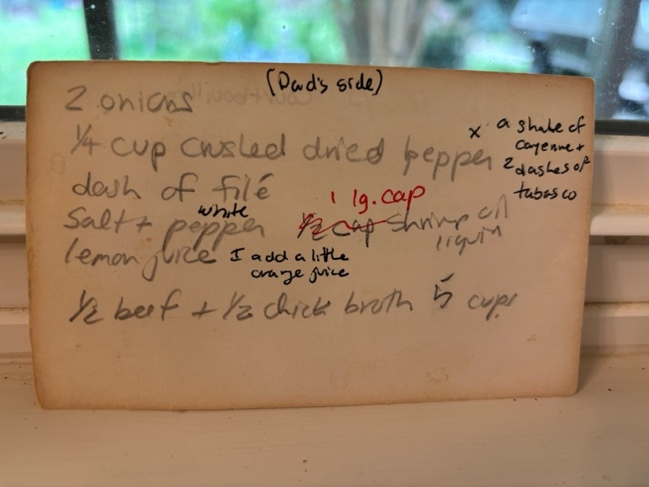 (Dad's side)
2 onions
1/4 cup crushed dried pepper
x a shake of
cayenne +
2 dashes of
tabasco
dash of filé
1 lg. cap
white
salt + pepper 1/2 cap shrimp oil
liquid
lemon juice I add a little
orange juice
1/2 beef + 1/2 chick broth 5 cups